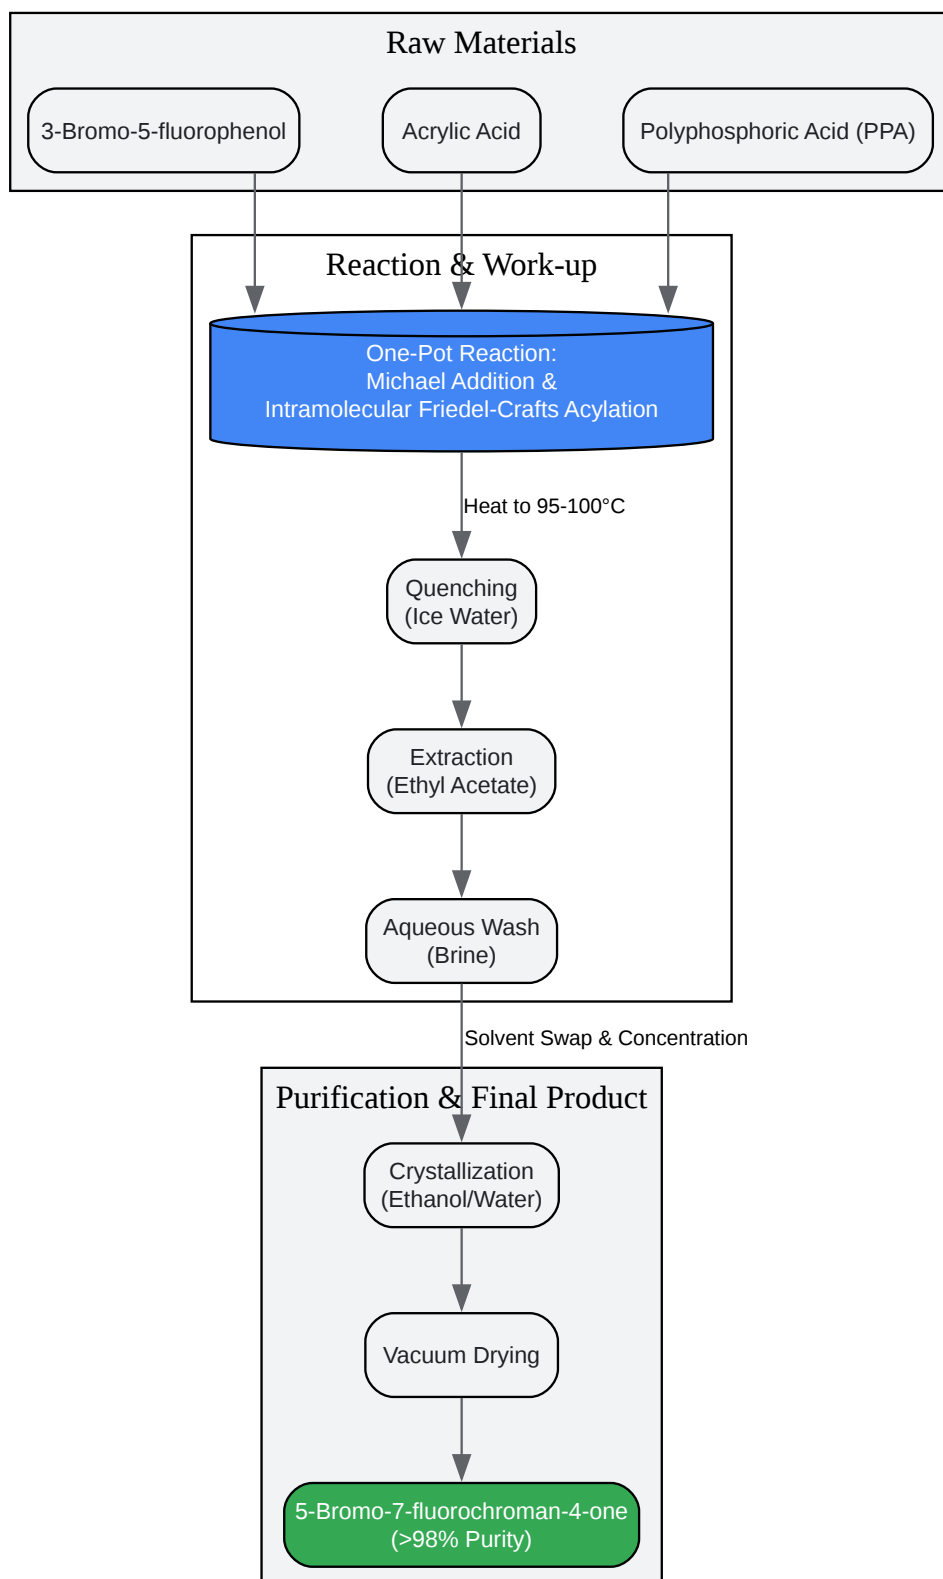 Raw Materials
3-Bromo-5-fluorophenol
Acrylic Acid
Polyphosphoric Acid (PPA)
Reaction & Work-up
One-Pot Reaction:
Michael Addition &
Intramolecular Friedel-Crafts Acylation
Heat to 95-100°C
Quenching
(Ice Water)
Extraction
(Ethyl Acetate)
Aqueous Wash
(Brine)
Solvent Swap & Concentration
Purification & Final Product
Crystallization
(Ethanol/Water)
Vacuum Drying
5-Bromo-7-fluorochroman-4-one
(>98% Purity)